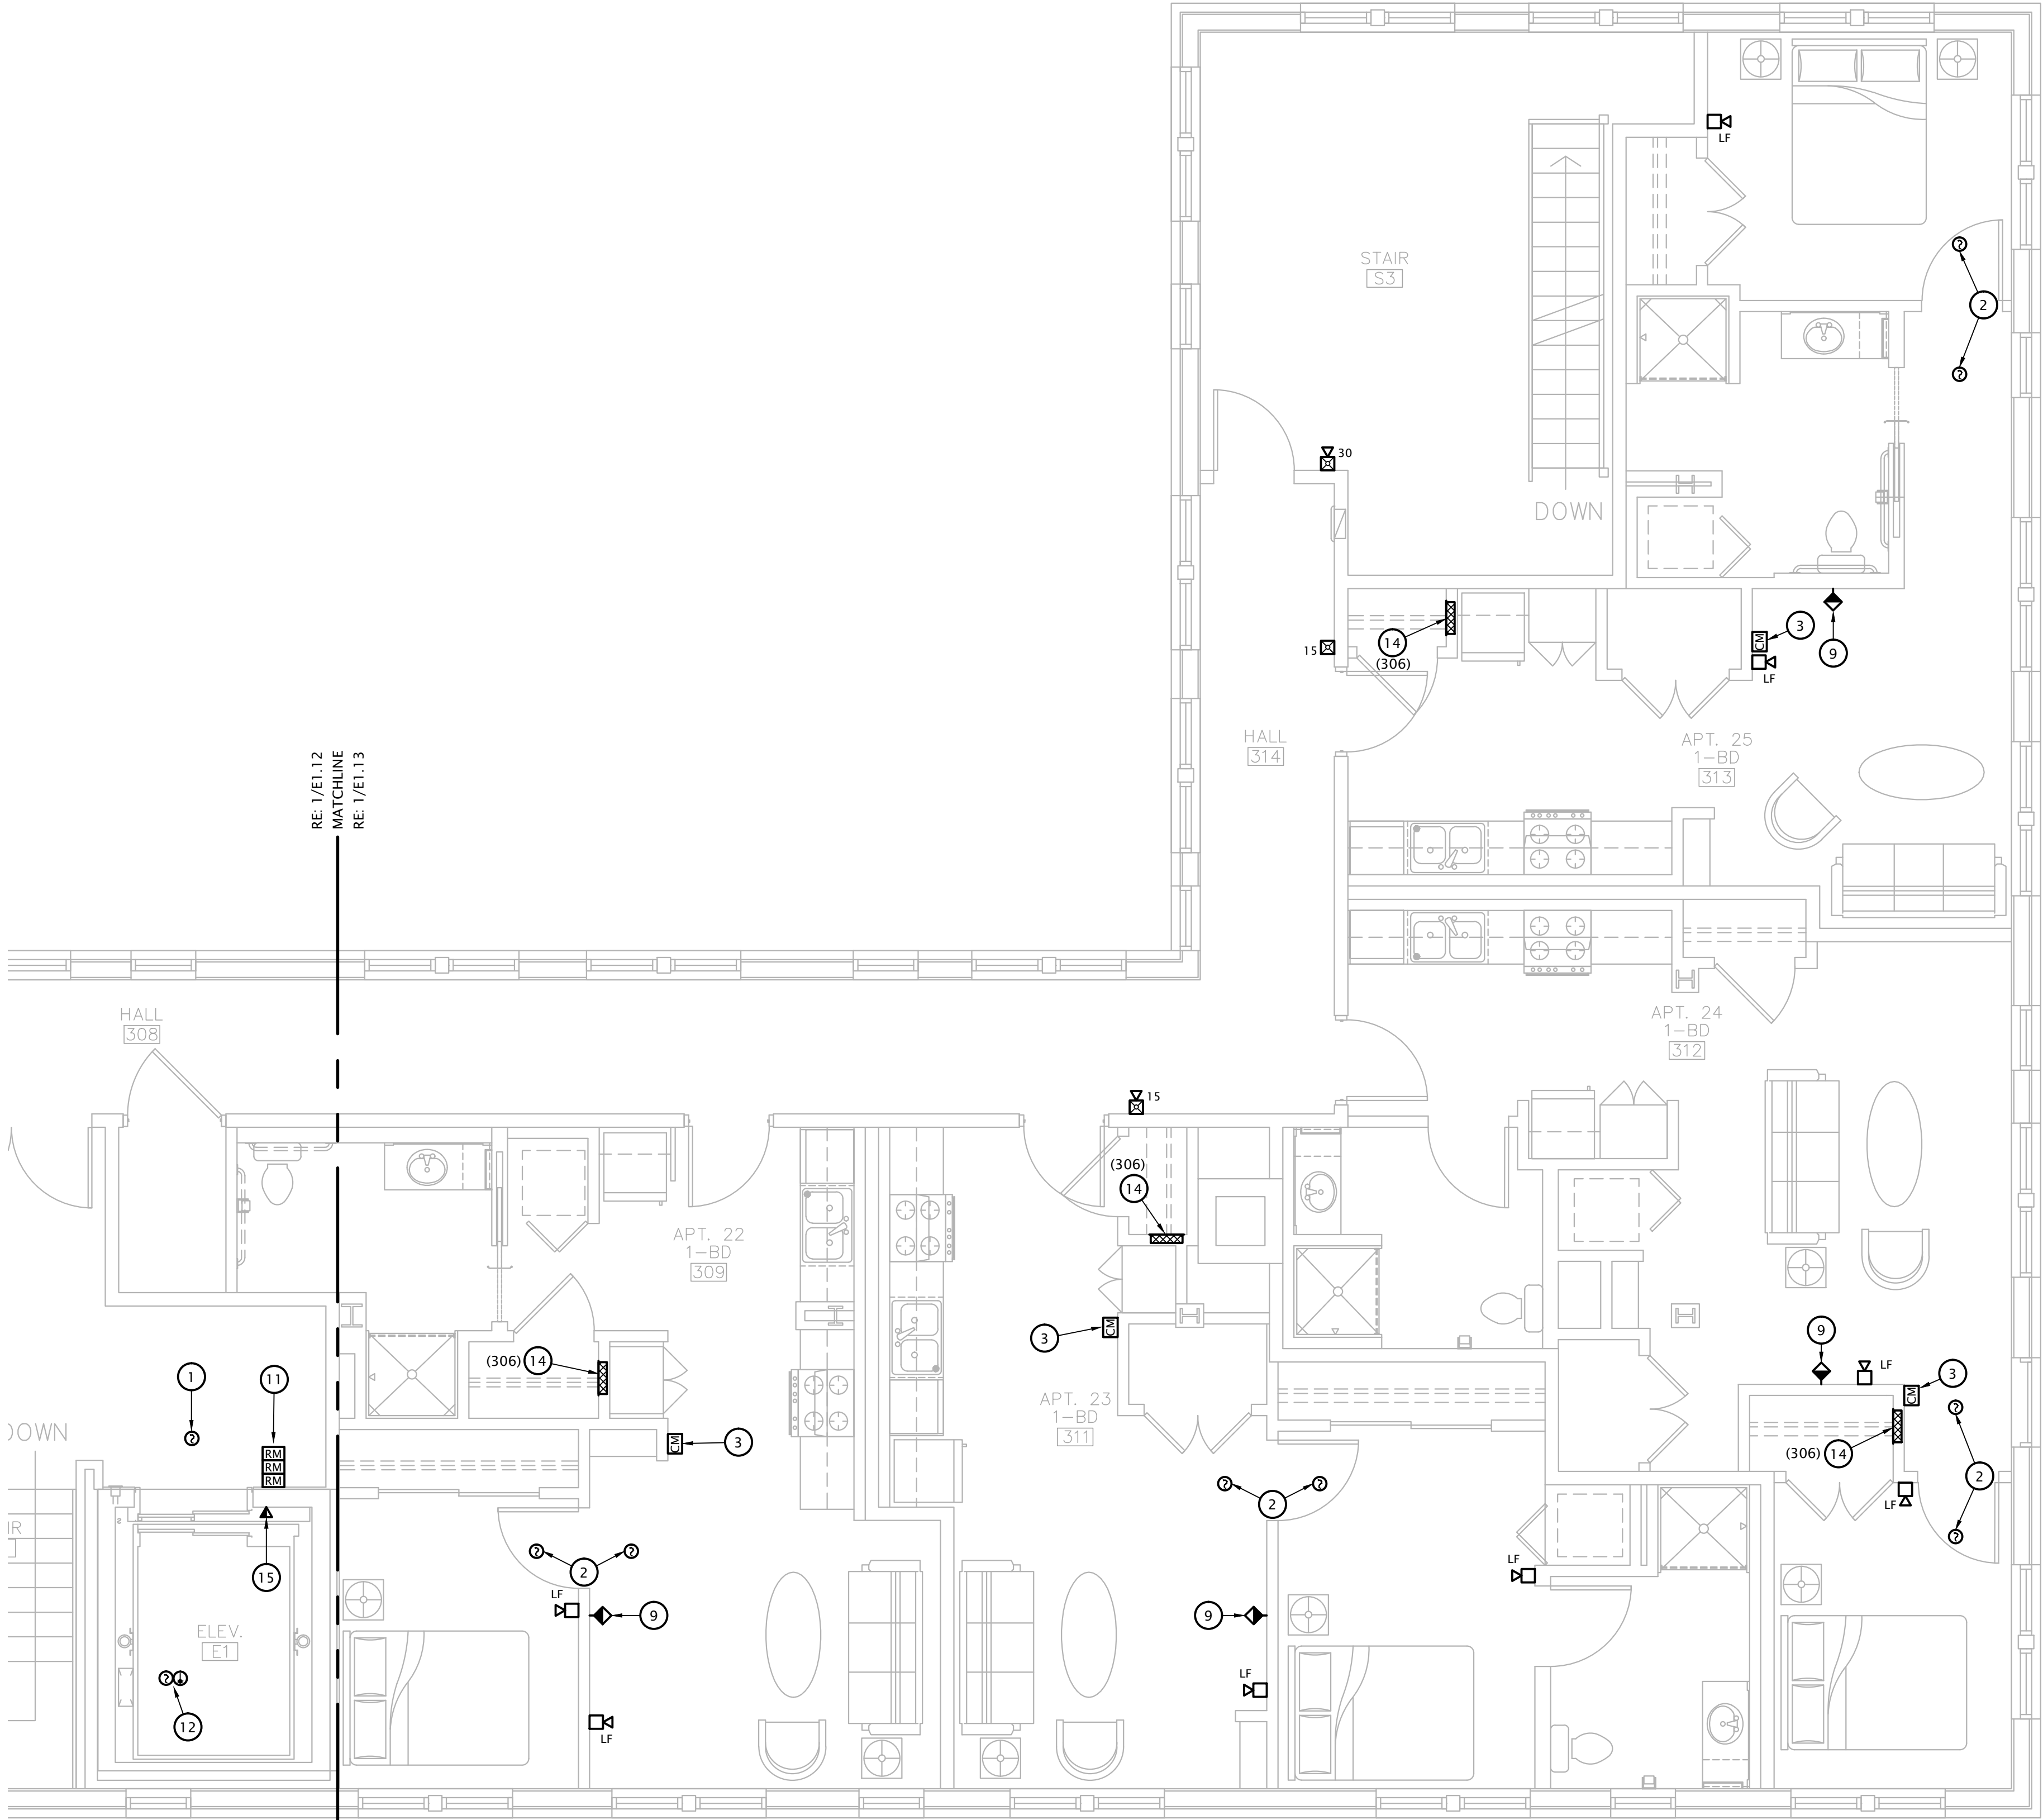 LF
STAIR
S3
2
30
DOWN
14
(306)
15
3
CM
9
LF
HALL
314
APT. 25
1-BD
313
RE: 1/E1.12
MATCHLINE
RE: 1/E1.13
HALL
308
APT. 24
1-BD
312
15
(306)
14
APT. 22
1-BD
309
3
CM
9
LF
3
CM
(306) 14
1
11
RM
RM
RM
CM
3
APT. 23
1-BD
311
(306) 14
2
LF
2
2
LF
9
LF
9
LF
LF
15
ELEV.
E1
12